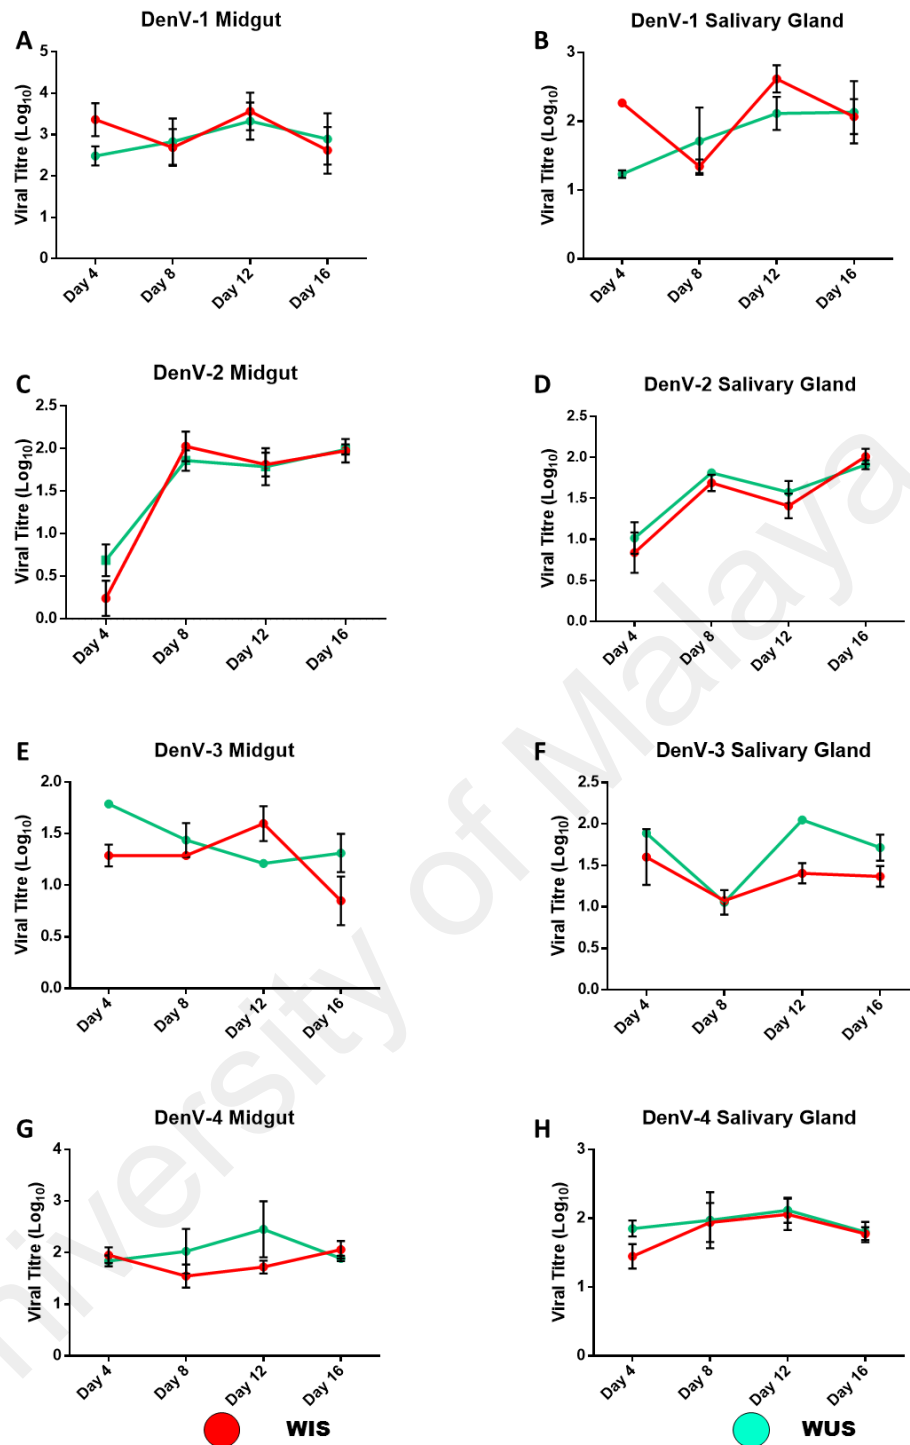 A
DenV-1 Midgut
5
4
3
2
1
0
Viral Titre (Log₁₀)
Day 4
Day 8
Day 12
Day 16
B
DenV-1 Salivary Gland
3
2
1
0
Viral Titre (Log₁₀)
Day 4
Day 8
Day 12
Day 16
C
DenV-2 Midgut
2.5
2.0
1.5
1.0
0.5
0.0
Viral Titre (Log₁₀)
Day 4
Day 8
Day 12
Day 16
D
DenV-2 Salivary Gland
2.5
2.0
1.5
1.0
0.5
0.0
Viral Titre (Log₁₀)
Day 4
Day 8
Day 12
Day 16
E
DenV-3 Midgut
2.0
1.5
1.0
0.5
0.0
Viral Titre (Log₁₀)
Day 4
Day 8
Day 12
Day 16
F
DenV-3 Salivary Gland
2.5
2.0
1.5
1.0
0.5
0.0
Viral Titre (Log₁₀)
Day 4
Day 8
Day 12
Day 16
G
DenV-4 Midgut
4
3
2
1
0
Viral Titre (Log₁₀)
Day 4
Day 8
Day 12
Day 16
H
DenV-4 Salivary Gland
3
2
1
0
Viral Titre (Log₁₀)
Day 4
Day 8
Day 12
Day 16
WIS
WUS
niversity of Malaya